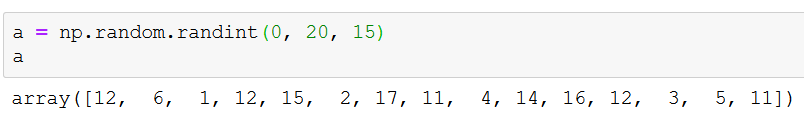 a = np.random.randint(0, 20, 15)
a
array([12,  6,  1, 12, 15,  2, 17, 11,  4, 14, 16, 12,  3,  5, 11])